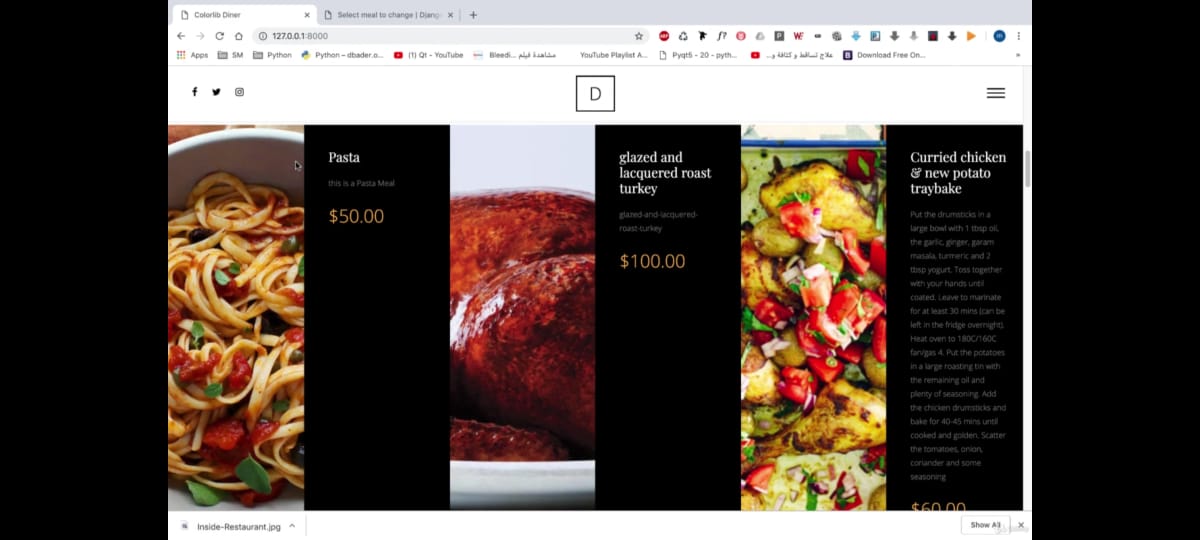 Colorlib Diner
Select meal to change | Djang
127.0.0.1:8000
Apps SM Python Python – dbader.o... (1) Qt - YouTube Bleedi... مشاهدة فيلم YouTube Playlist A... Pyqt5 - 20 - pyth... علاج تساقط و كثافة و... Download Free On... »
D
Pasta
this is a Pasta Meal
$50.00
glazed and
lacquered roast
turkey
glazed-and-lacquered-
roast-turkey
$100.00
Curried chicken
& new potato
traybake
Put the drumsticks in a
large bowl with 1 tbsp oil,
the garlic, ginger, garam
masala, turmeric and 2
tbsp yogurt. Toss together
with your hands until
coated. Leave to marinate
for at least 30 mins (can be
left in the fridge overnight).
Heat oven to 180C/160C
fan/gas 4. Put the potatoes
in a large roasting tin with
the remaining oil and
plenty of seasoning. Add
the chicken drumsticks and
bake for 40-45 mins until
cooked and golden. Scatter
the tomatoes, onion,
coriander and some
seasoning
$60.00
Inside-Restaurant.jpg
Show All